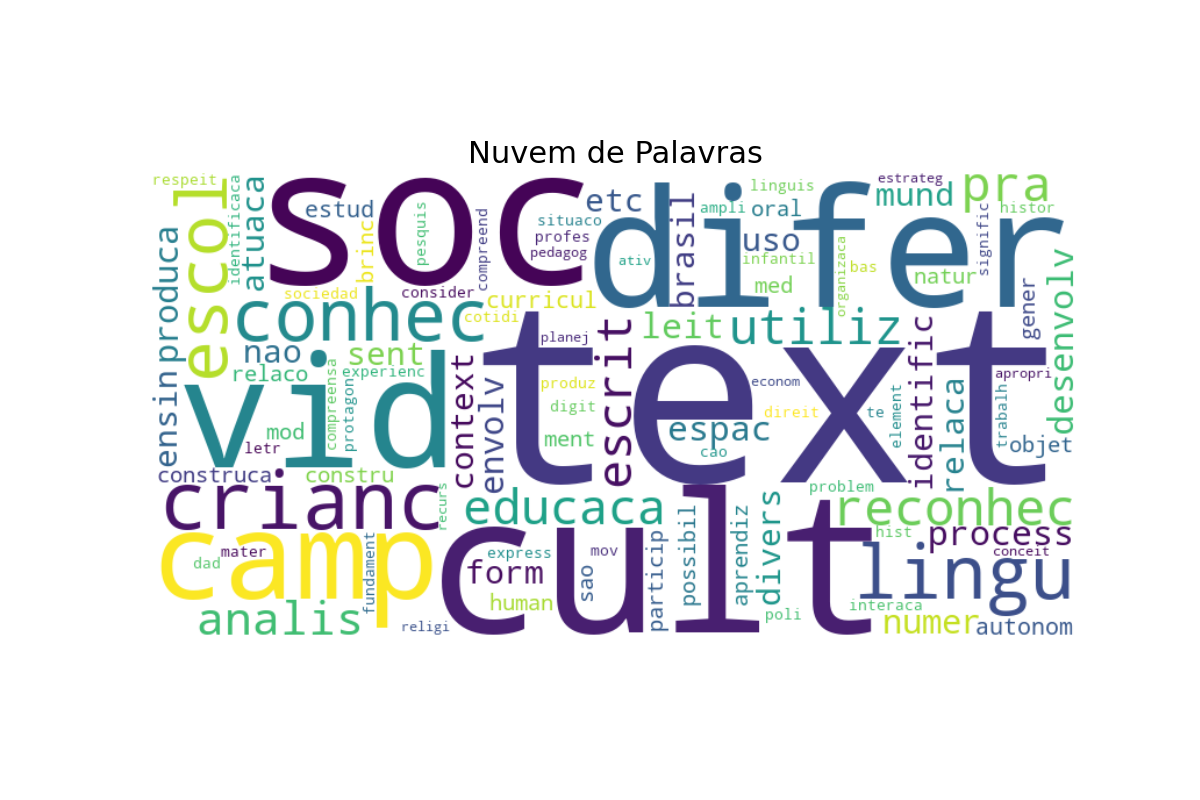 Nuvem de Palavras
respeit
escol
identificaca
atuaca
soc
estud
brinc
pesquis
compreend
situaco
profes
pedagog
etc
difer
ativ
brasil
ampli
linguis
oral
uso
infantil
med
organizaca
bas
estrateg
mund
natur
signific
pra
histor
gener
desenvolv
produca
ensin
sociedad
consider
curricul
cotidi
conhec
nao
relaco
sent
experienc
compreensa
protagon
vid
mod
letr
context
envolv
text
planej
produz
digit
ment
escrit
leit
utiliz
econom
direit
espac
cao
te
element
identific
relaca
apropri
trabalh
objet
construca
constru
crianc
recurs
camp
mater
dad
fundament
analis
religi
educaca
cult
form
express
mov
human
sao
particip
possibil
aprendiz
divers
problem
poli
reconhec
hist
process
conceit
lingu
interaca
numer
autonom